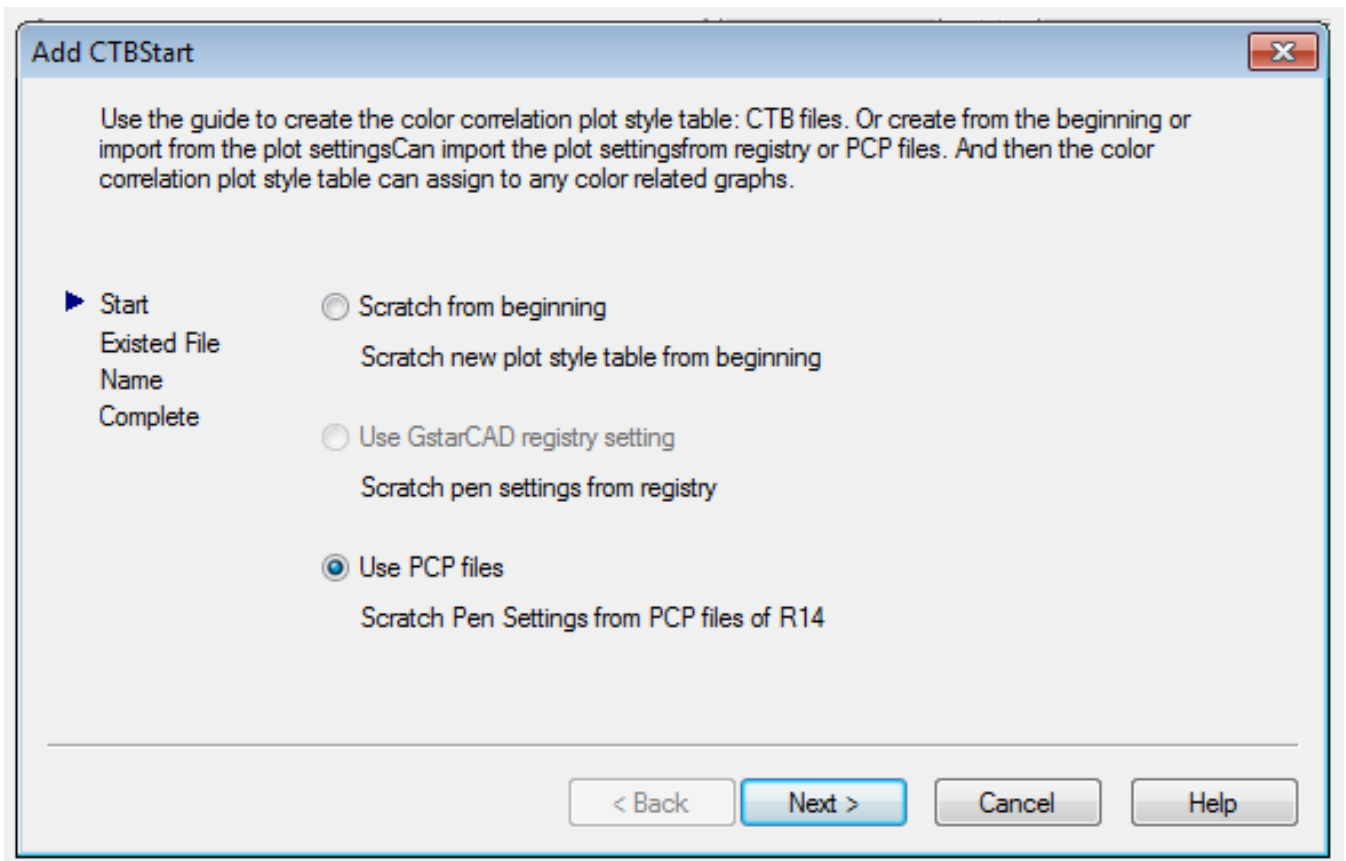 Add CTBStart
Use the guide to create the color correlation plot style table: CTB files. Or create from the beginning or
import from the plot settingsCan import the plot settingsfrom registry or PCP files. And then the color
correlation plot style table can assign to any color related graphs.
Start
Existed File
Name
Complete
Scratch from beginning
Scratch new plot style table from beginning
Use GstarCAD registry setting
Scratch pen settings from registry
Use PCP files
Scratch Pen Settings from PCP files of R14
< Back
Next >
Cancel
Help